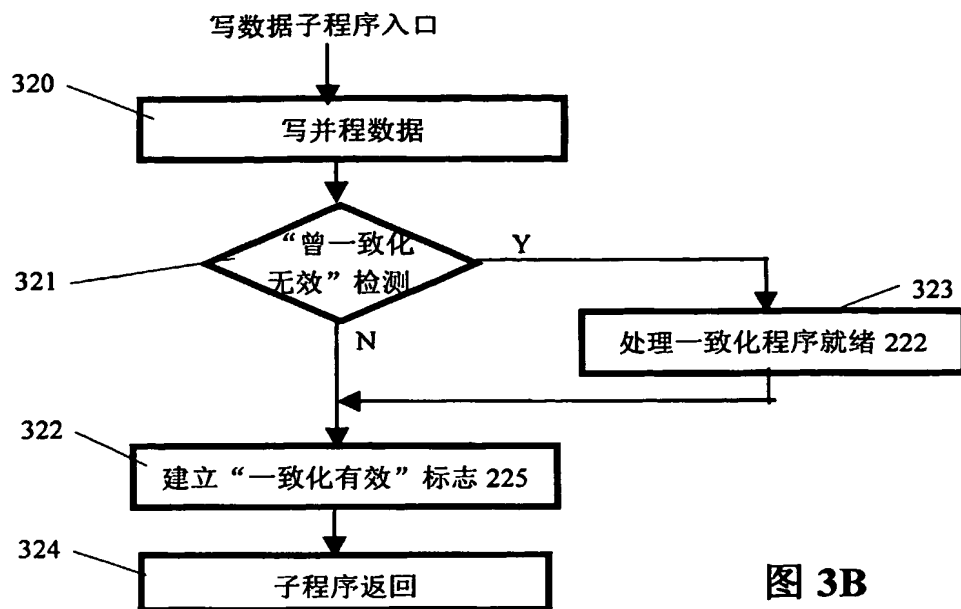 写数据子程序入口
320
写并程数据
“曾一致化
无效”检测
321
Y
N
323
处理一致化程序就绪 222
322
建立“一致化有效”标志 225
324
子程序返回
图 3B